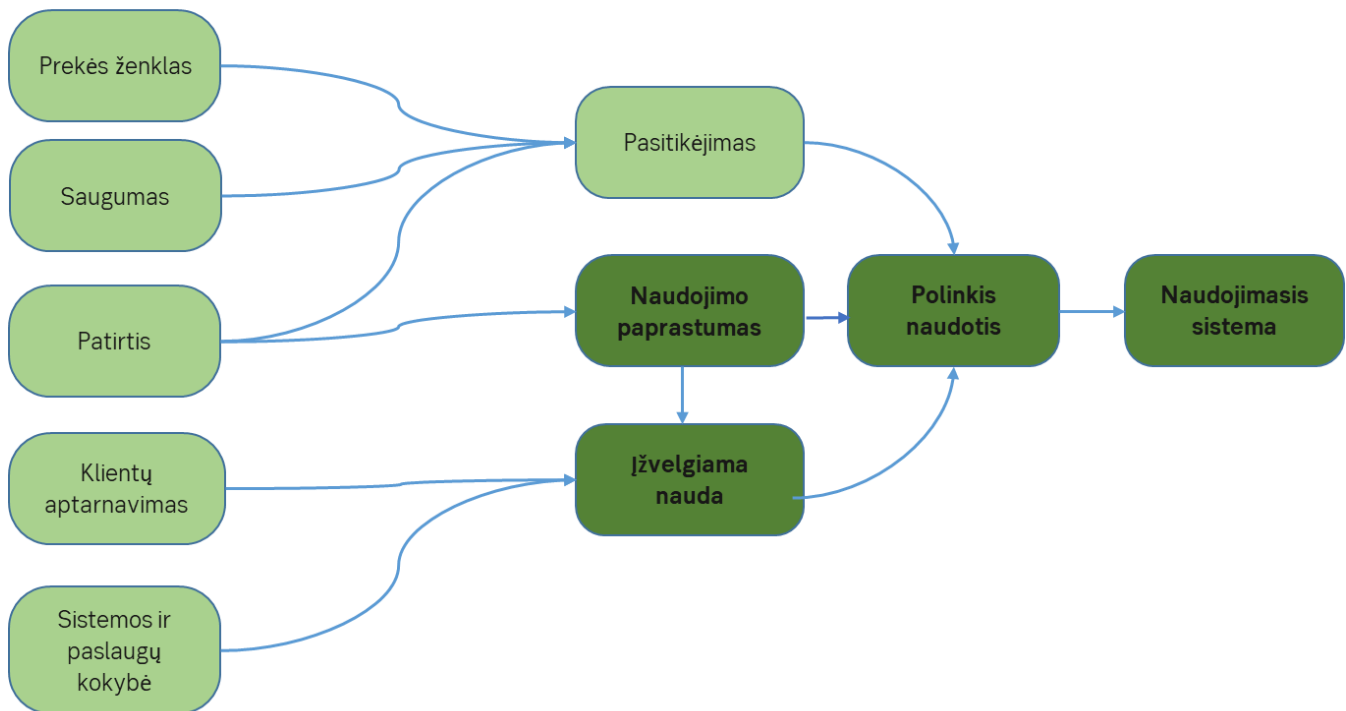 Prekės ženklas
Saugumas
Patirtis
Klientų
aptarnavimas
Sistemos ir
paslaugų
kokybė
Pasitikėjimas
Naudojimo
paprastumas
Įžvelgiama
nauda
Polinkis
naudotis
Naudojimasis
sistema